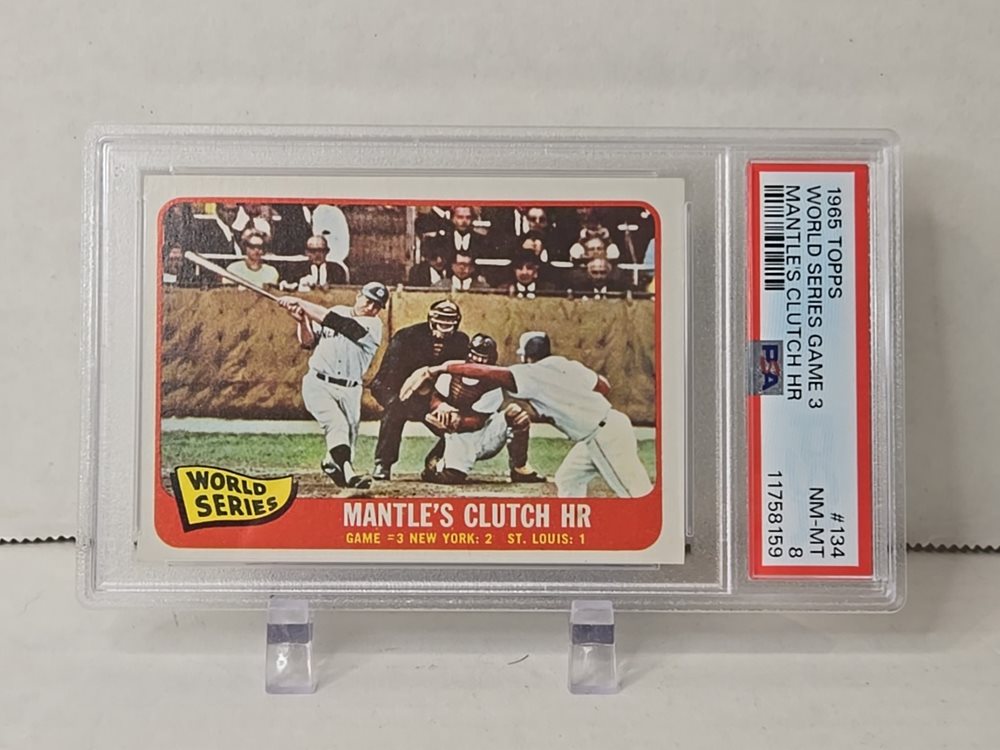 WORLD
SERIES
MANTLE'S CLUTCH HR
GAME #3 NEW YORK: 2 ST. LOUIS: 1
1965 TOPPS #134
WORLD SERIES GAME 3 NM-MT
MANTLE'S CLUTCH HR 8
PSA 11758159